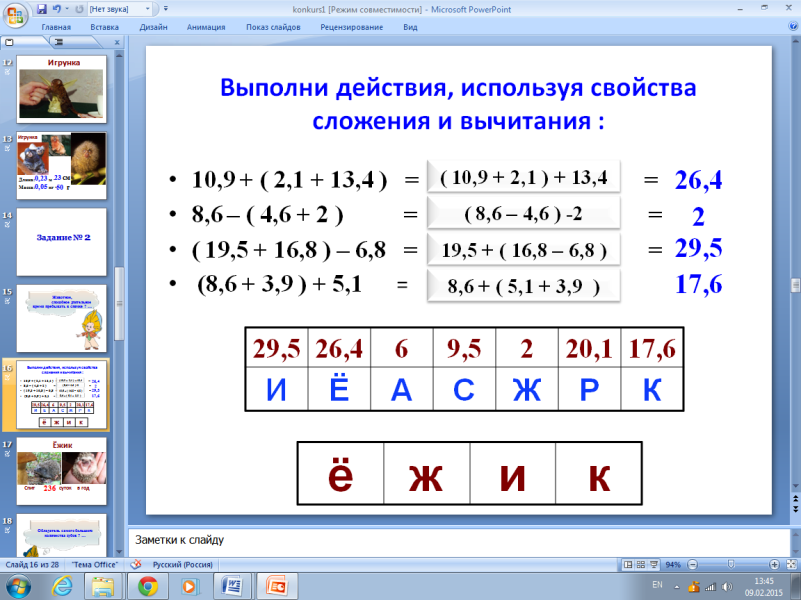 [Нет звука]
konkurs1 [Режим совместимости] - Microsoft PowerPoint
Главная Вставка Дизайн Анимация Показ слайдов Рецензирование Вид
12
Игрунка
13
Игрунка
Длина 0,23 м 23 см
Масса 0,05 кг 50 г
14
Задание № 2
15
16
17
Ёжик
Спит 236 суток в год
18
Выполни действия, используя свойства
сложения и вычитания :
• 10,9 + ( 2,1 + 13,4 ) = ( 10,9 + 2,1 ) + 13,4 = 26,4
• 8,6 – ( 4,6 + 2 ) = ( 8,6 – 4,6 ) -2 = 2
• ( 19,5 + 16,8 ) – 6,8 = 19,5 + ( 16,8 – 6,8 ) = 29,5
• (8,6 + 3,9 ) + 5,1 = 8,6 + ( 5,1 + 3,9 ) 17,6
29,5 26,4 6 9,5 2 20,1 17,6
И Ё А С Ж Р К
ё ж и к
Заметки к слайду
Слайд 16 из 28 "Тема Office" Русский (Россия) 94%
EN 13:45
09.02.2015